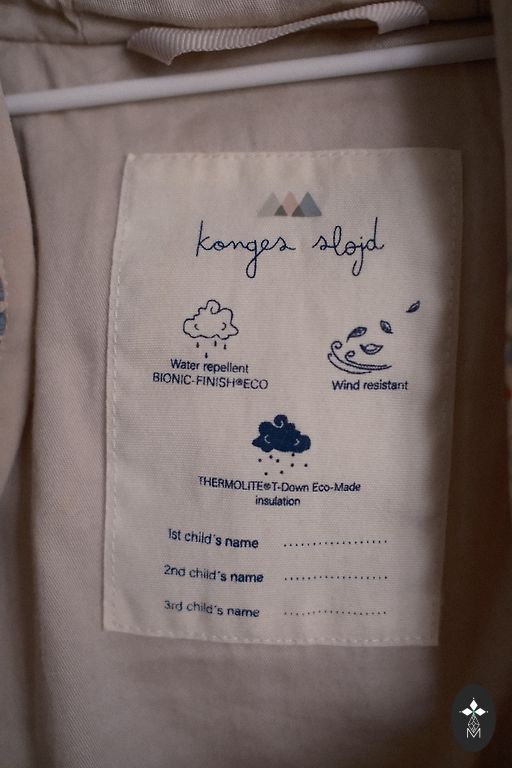 konges sløjd
Water repellent
BIONIC-FINISH®ECO
Wind resistant
THERMOLITE®T-Down Eco-Made
insulation
1st child's name ....................
2nd child's name ....................
3rd child's name ....................
M